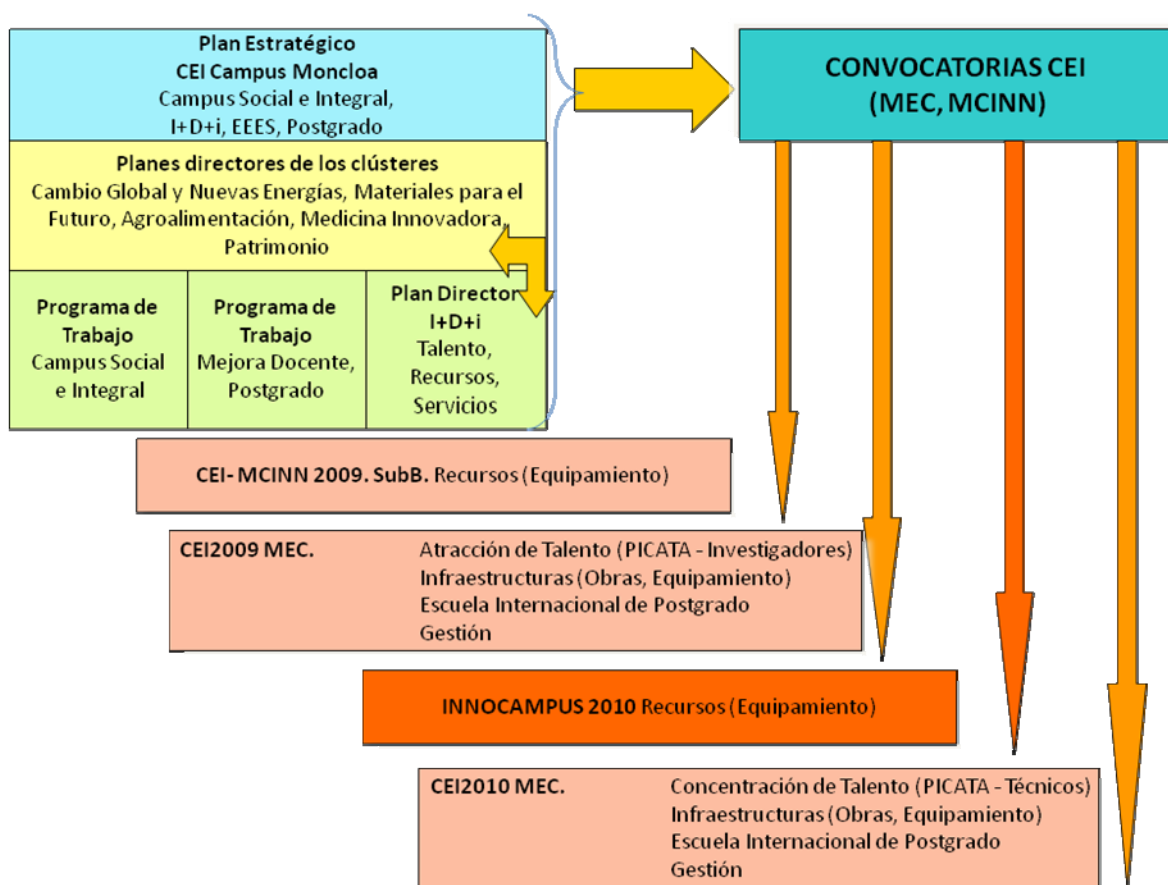 Plan Estratégico
CEI Campus Moncloa
Campus Social e Integral,
I+D+i, EEES, Postgrado
CONVOCATORIAS CEI
(MEC, MCINN)
Planes directores de los clústeres
Cambio Global y Nuevas Energías, Materiales para el
Futuro, Agroalimentación, Medicina Innovadora,
Patrimonio
Programa de
Trabajo
Campus Social
e Integral
Programa de
Trabajo
Mejora Docente,
Postgrado
Plan Director
I+D+i
Talento,
Recursos,
Servicios
CEI- MCINN 2009. SubB. Recursos (Equipamiento)
CEI2009 MEC. Atracción de Talento (PICATA - Investigadores)
Infraestructuras (Obras, Equipamiento)
Escuela Internacional de Postgrado
Gestión
INNOCAMPUS 2010 Recursos (Equipamiento)
CEI2010 MEC. Concentración de Talento (PICATA - Técnicos)
Infraestructuras (Obras, Equipamiento)
Escuela Internacional de Postgrado
Gestión